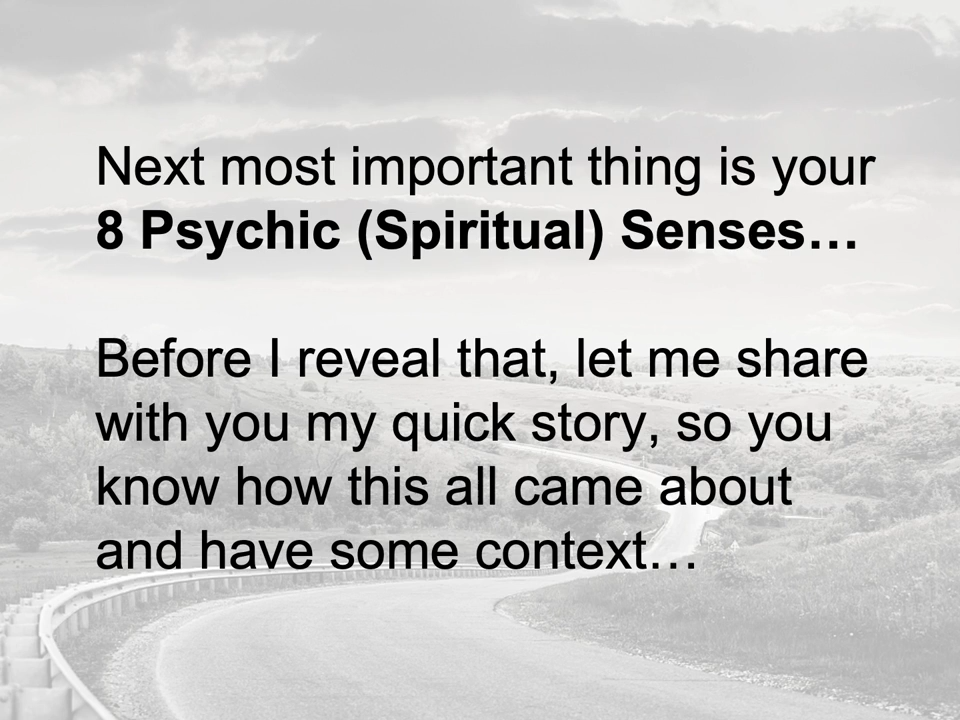 Next most important thing is your
8 Psychic (Spiritual) Senses…
Before I reveal that, let me share
with you my quick story, so you
know how this all came about
and have some context…